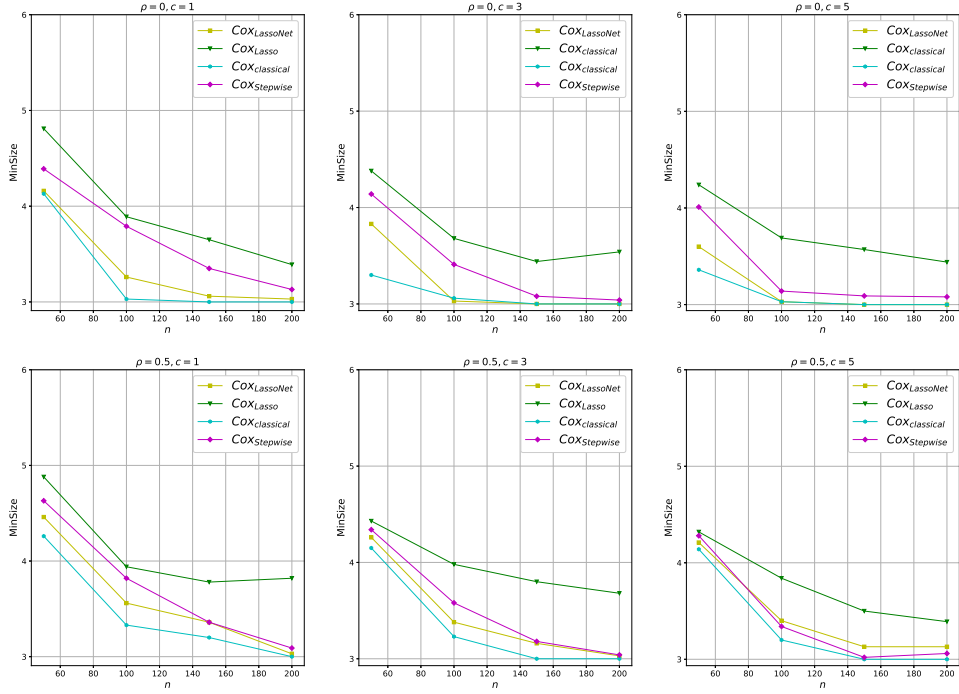 ρ = 0, c = 1
6
5
4
3
MinSize
60 80 100 120 140 160 180 200
n
Cox_LassoNet
Cox_Lasso
Cox_classical
Cox_Stepwise
ρ = 0, c = 3
6
5
4
3
MinSize
60 80 100 120 140 160 180 200
n
Cox_LassoNet
Cox_classical
Cox_classical
Cox_Stepwise
ρ = 0, c = 5
6
5
4
3
MinSize
60 80 100 120 140 160 180 200
n
Cox_LassoNet
Cox_classical
Cox_classical
Cox_Stepwise
ρ = 0.5, c = 1
6
5
4
3
MinSize
60 80 100 120 140 160 180 200
n
Cox_LassoNet
Cox_Lasso
Cox_classical
Cox_Stepwise
ρ = 0.5, c = 3
6
5
4
3
MinSize
60 80 100 120 140 160 180 200
n
Cox_LassoNet
Cox_Lasso
Cox_classical
Cox_Stepwise
ρ = 0.5, c = 5
6
5
4
3
MinSize
60 80 100 120 140 160 180 200
n
Cox_LassoNet
Cox_Lasso
Cox_classical
Cox_Stepwise